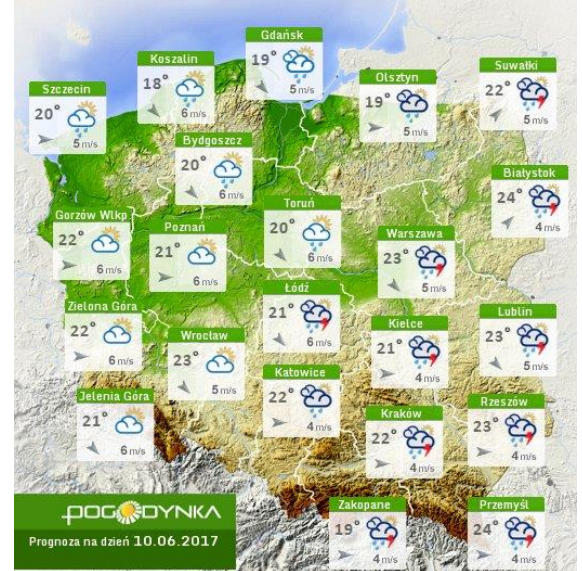 Gdańsk
19°
5 m/s
Koszalin
18°
6 m/s
Suwałki
22°
5 m/s
Olsztyn
19°
5 m/s
Szczecin
20°
5 m/s
Bydgoszcz
20°
6 m/s
Białystok
24°
4 m/s
Toruń
20°
6 m/s
Gorzów Wlkp
22°
6 m/s
Poznań
21°
6 m/s
Warszawa
23°
5 m/s
Łódź
21°
6 m/s
Zielona Góra
22°
6 m/s
Lublin
23°
5 m/s
Kielce
21°
4 m/s
Wrocław
23°
5 m/s
Katowice
22°
4 m/s
Jelenia Góra
21°
6 m/s
Rzeszów
23°
4 m/s
Kraków
22°
4 m/s
Zakopane
19°
4 m/s
Przemyśl
24°
4 m/s
POGODYNKA
Prognoza na dzień 10.06.2017